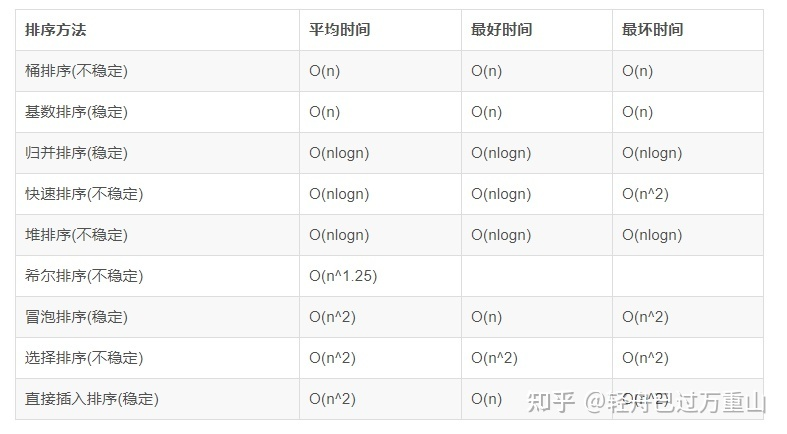 排序方法 平均时间 最好时间 最坏时间
桶排序(不稳定) O(n) O(n) O(n)
基数排序(稳定) O(n) O(n) O(n)
归并排序(稳定) O(nlogn) O(nlogn) O(nlogn)
快速排序(不稳定) O(nlogn) O(nlogn) O(n^2)
堆排序(不稳定) O(nlogn) O(nlogn) O(nlogn)
希尔排序(不稳定) O(n^1.25)
冒泡排序(稳定) O(n^2) O(n) O(n^2)
选择排序(不稳定) O(n^2) O(n^2) O(n^2)
直接插入排序(稳定) O(n^2) O(n) O(n^2)
知乎 @轻舟已过万重山